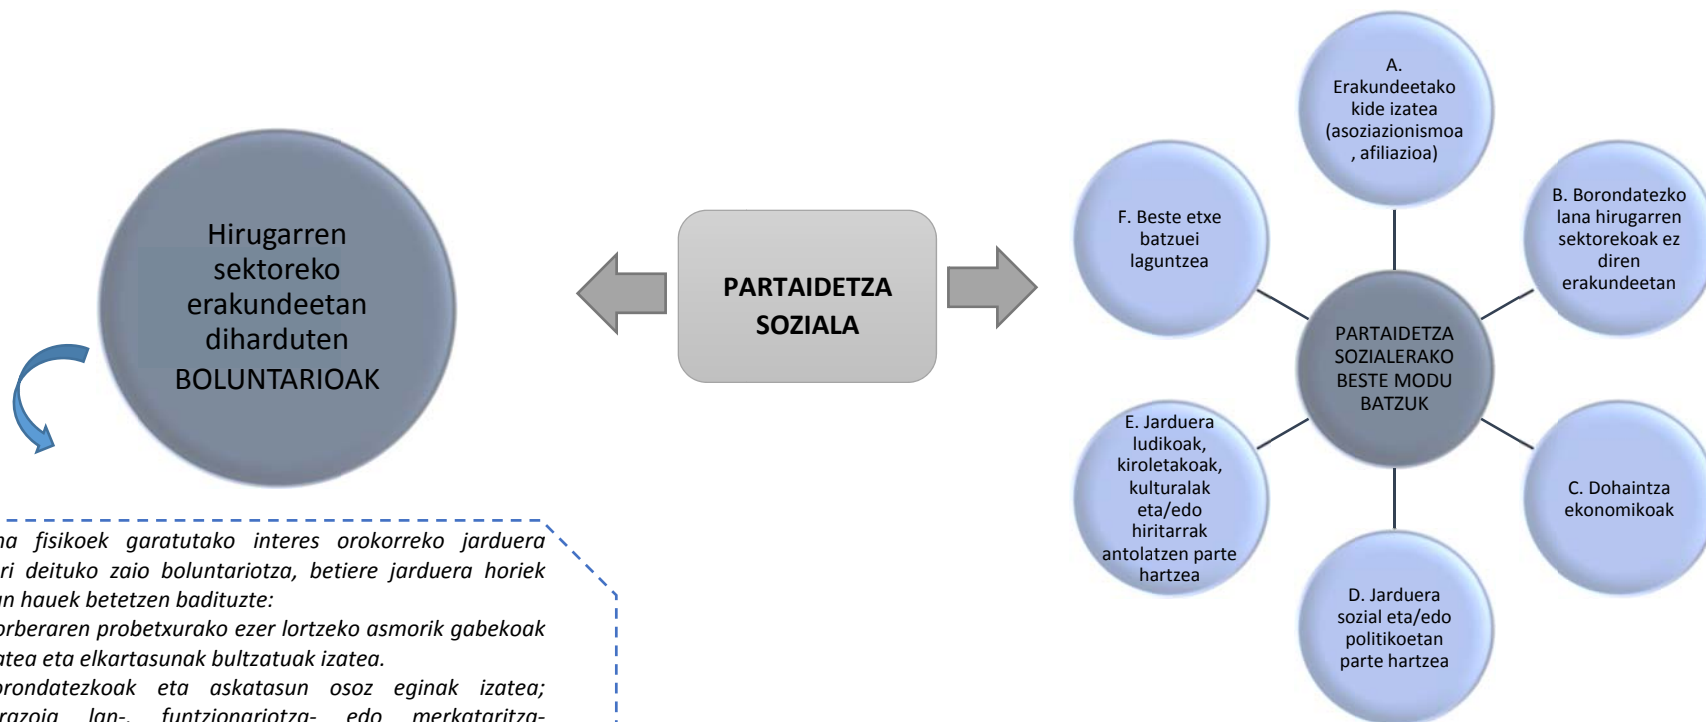 Hirugarren
sektoreko
erakundeetan
diharduten
BOLUNTARIOAK
fisikoek garatutako interes orokorreko jarduera
deituko zaio boluntariotza, betiere jarduera horiek
hauek betetzen badituzte:
probetxurako ezer lortzeko asmorik gabekoak
eta elkartasunak bultzatuak izatea.
eta askatasun osoz eginak izatea;
lan-, funtzionariotza- edo merkataritza-
PARTAIDETZA
SOZIALA
PARTAIDETZA
SOZIALERAKO
BESTE MODU
BATZUK
A.
Erakundeetako
kide izatea
(asoziazionismoa
, afiliazioa)
B. Borondatezko
lana hirugarren
sektorekoak ez
diren
erakundeetan
C. Dohaintza
ekonomikoak
D. Jarduera
sozial eta/edo
politikoetan
parte hartzea
E. Jarduera
ludikoak,
kiroletakoak,
kulturalak
eta/edo
hiritarrak
antolatzen parte
hartzea
F. Beste etxe
batzuei
laguntzea